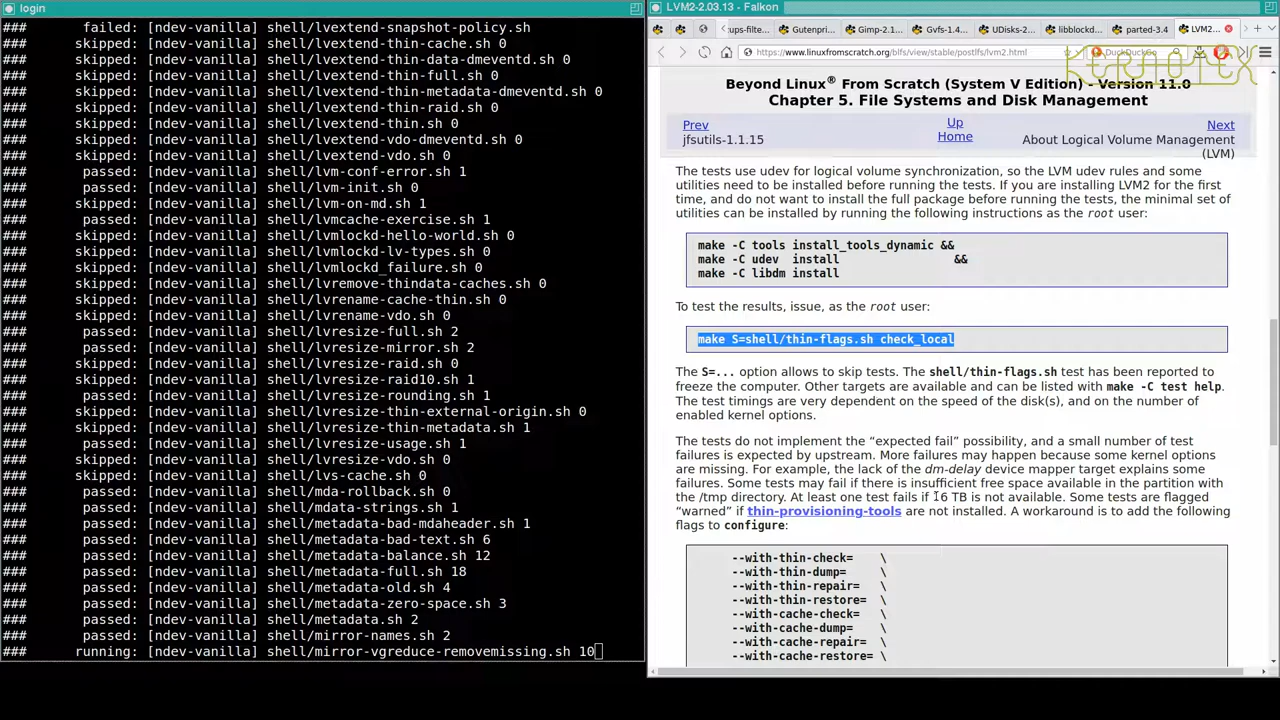 login
### failed: [ndev-vanilla] shell/lvextend-snapshot-policy.sh
### skipped: [ndev-vanilla] shell/lvextend-thin-cache.sh 0
### skipped: [ndev-vanilla] shell/lvextend-thin-data-dmeventd.sh 0
### skipped: [ndev-vanilla] shell/lvextend-thin-full.sh 0
### skipped: [ndev-vanilla] shell/lvextend-thin-metadata-dmeventd.sh 0
### skipped: [ndev-vanilla] shell/lvextend-thin-raid.sh 0
### skipped: [ndev-vanilla] shell/lvextend-thin.sh 0
### skipped: [ndev-vanilla] shell/lvextend-vdo-dmeventd.sh 0
### skipped: [ndev-vanilla] shell/lvextend-vdo.sh 0
### passed: [ndev-vanilla] shell/lvm-conf-error.sh 1
### passed: [ndev-vanilla] shell/lvm-init.sh 0
### skipped: [ndev-vanilla] shell/lvm-on-md.sh 1
### passed: [ndev-vanilla] shell/lvmcache-exercise.sh 1
### skipped: [ndev-vanilla] shell/lvmlockd-hello-world.sh 0
### skipped: [ndev-vanilla] shell/lvmlockd-lv-types.sh 0
### skipped: [ndev-vanilla] shell/lvmlockd_failure.sh 0
### skipped: [ndev-vanilla] shell/lvremove-thindata-caches.sh 0
### skipped: [ndev-vanilla] shell/lvrename-cache-thin.sh 0
### skipped: [ndev-vanilla] shell/lvrename-vdo.sh 0
### passed: [ndev-vanilla] shell/lvresize-full.sh 2
### passed: [ndev-vanilla] shell/lvresize-mirror.sh 2
### skipped: [ndev-vanilla] shell/lvresize-raid.sh 0
### skipped: [ndev-vanilla] shell/lvresize-raid10.sh 1
### passed: [ndev-vanilla] shell/lvresize-rounding.sh 1
### skipped: [ndev-vanilla] shell/lvresize-thin-external-origin.sh 0
### skipped: [ndev-vanilla] shell/lvresize-thin-metadata.sh 1
### passed: [ndev-vanilla] shell/lvresize-usage.sh 1
### skipped: [ndev-vanilla] shell/lvresize-vdo.sh 0
### skipped: [ndev-vanilla] shell/lvs-cache.sh 0
### passed: [ndev-vanilla] shell/mda-rollback.sh 0
### passed: [ndev-vanilla] shell/mdata-strings.sh 1
### passed: [ndev-vanilla] shell/metadata-bad-mdaheader.sh 1
### passed: [ndev-vanilla] shell/metadata-bad-text.sh 6
### passed: [ndev-vanilla] shell/metadata-balance.sh 12
### passed: [ndev-vanilla] shell/metadata-full.sh 18
### passed: [ndev-vanilla] shell/metadata-old.sh 4
### passed: [ndev-vanilla] shell/metadata-zero-space.sh 3
### passed: [ndev-vanilla] shell/metadata.sh 2
### passed: [ndev-vanilla] shell/mirror-names.sh 2
### running: [ndev-vanilla] shell/mirror-vgreduce-removemissing.sh 10
LVM2-2.03.13 - Falkon
:ups-filte... Gutenpri... Gimp-2.1... Gvfs-1.4... UDisks-2... libblockd... parted-3.4 LVM2...
https://www.linuxfromscratch.org/blfs/view/stable/postlfs/lvm2.html DuckDuckGo
KERNOTEX
Beyond Linux® From Scratch (System V Edition) - Version 11.0
Chapter 5. File Systems and Disk Management
Prev Up Next
jfsutils-1.1.15 Home About Logical Volume Management
(LVM)
The tests use udev for logical volume synchronization, so the LVM udev rules and some
utilities need to be installed before running the tests. If you are installing LVM2 for the first
time, and do not want to install the full package before running the tests, the minimal set of
utilities can be installed by running the following instructions as the root user:
make -C tools install_tools_dynamic &&
make -C udev install &&
make -C libdm install
To test the results, issue, as the root user:
make S=shell/thin-flags.sh check_local
The S=... option allows to skip tests. The shell/thin-flags.sh test has been reported to
freeze the computer. Other targets are available and can be listed with make -C test help.
The test timings are very dependent on the speed of the disk(s), and on the number of
enabled kernel options.
The tests do not implement the “expected fail” possibility, and a small number of test
failures is expected by upstream. More failures may happen because some kernel options
are missing. For example, the lack of the dm-delay device mapper target explains some
failures. Some tests may fail if there is insufficient free space available in the partition with
the /tmp directory. At least one test fails if 16 TB is not available. Some tests are flagged
“warned” if thin-provisioning-tools are not installed. A workaround is to add the following
flags to configure:
--with-thin-check= \
--with-thin-dump= \
--with-thin-repair= \
--with-thin-restore= \
--with-cache-check= \
--with-cache-dump= \
--with-cache-repair= \
--with-cache-restore= \